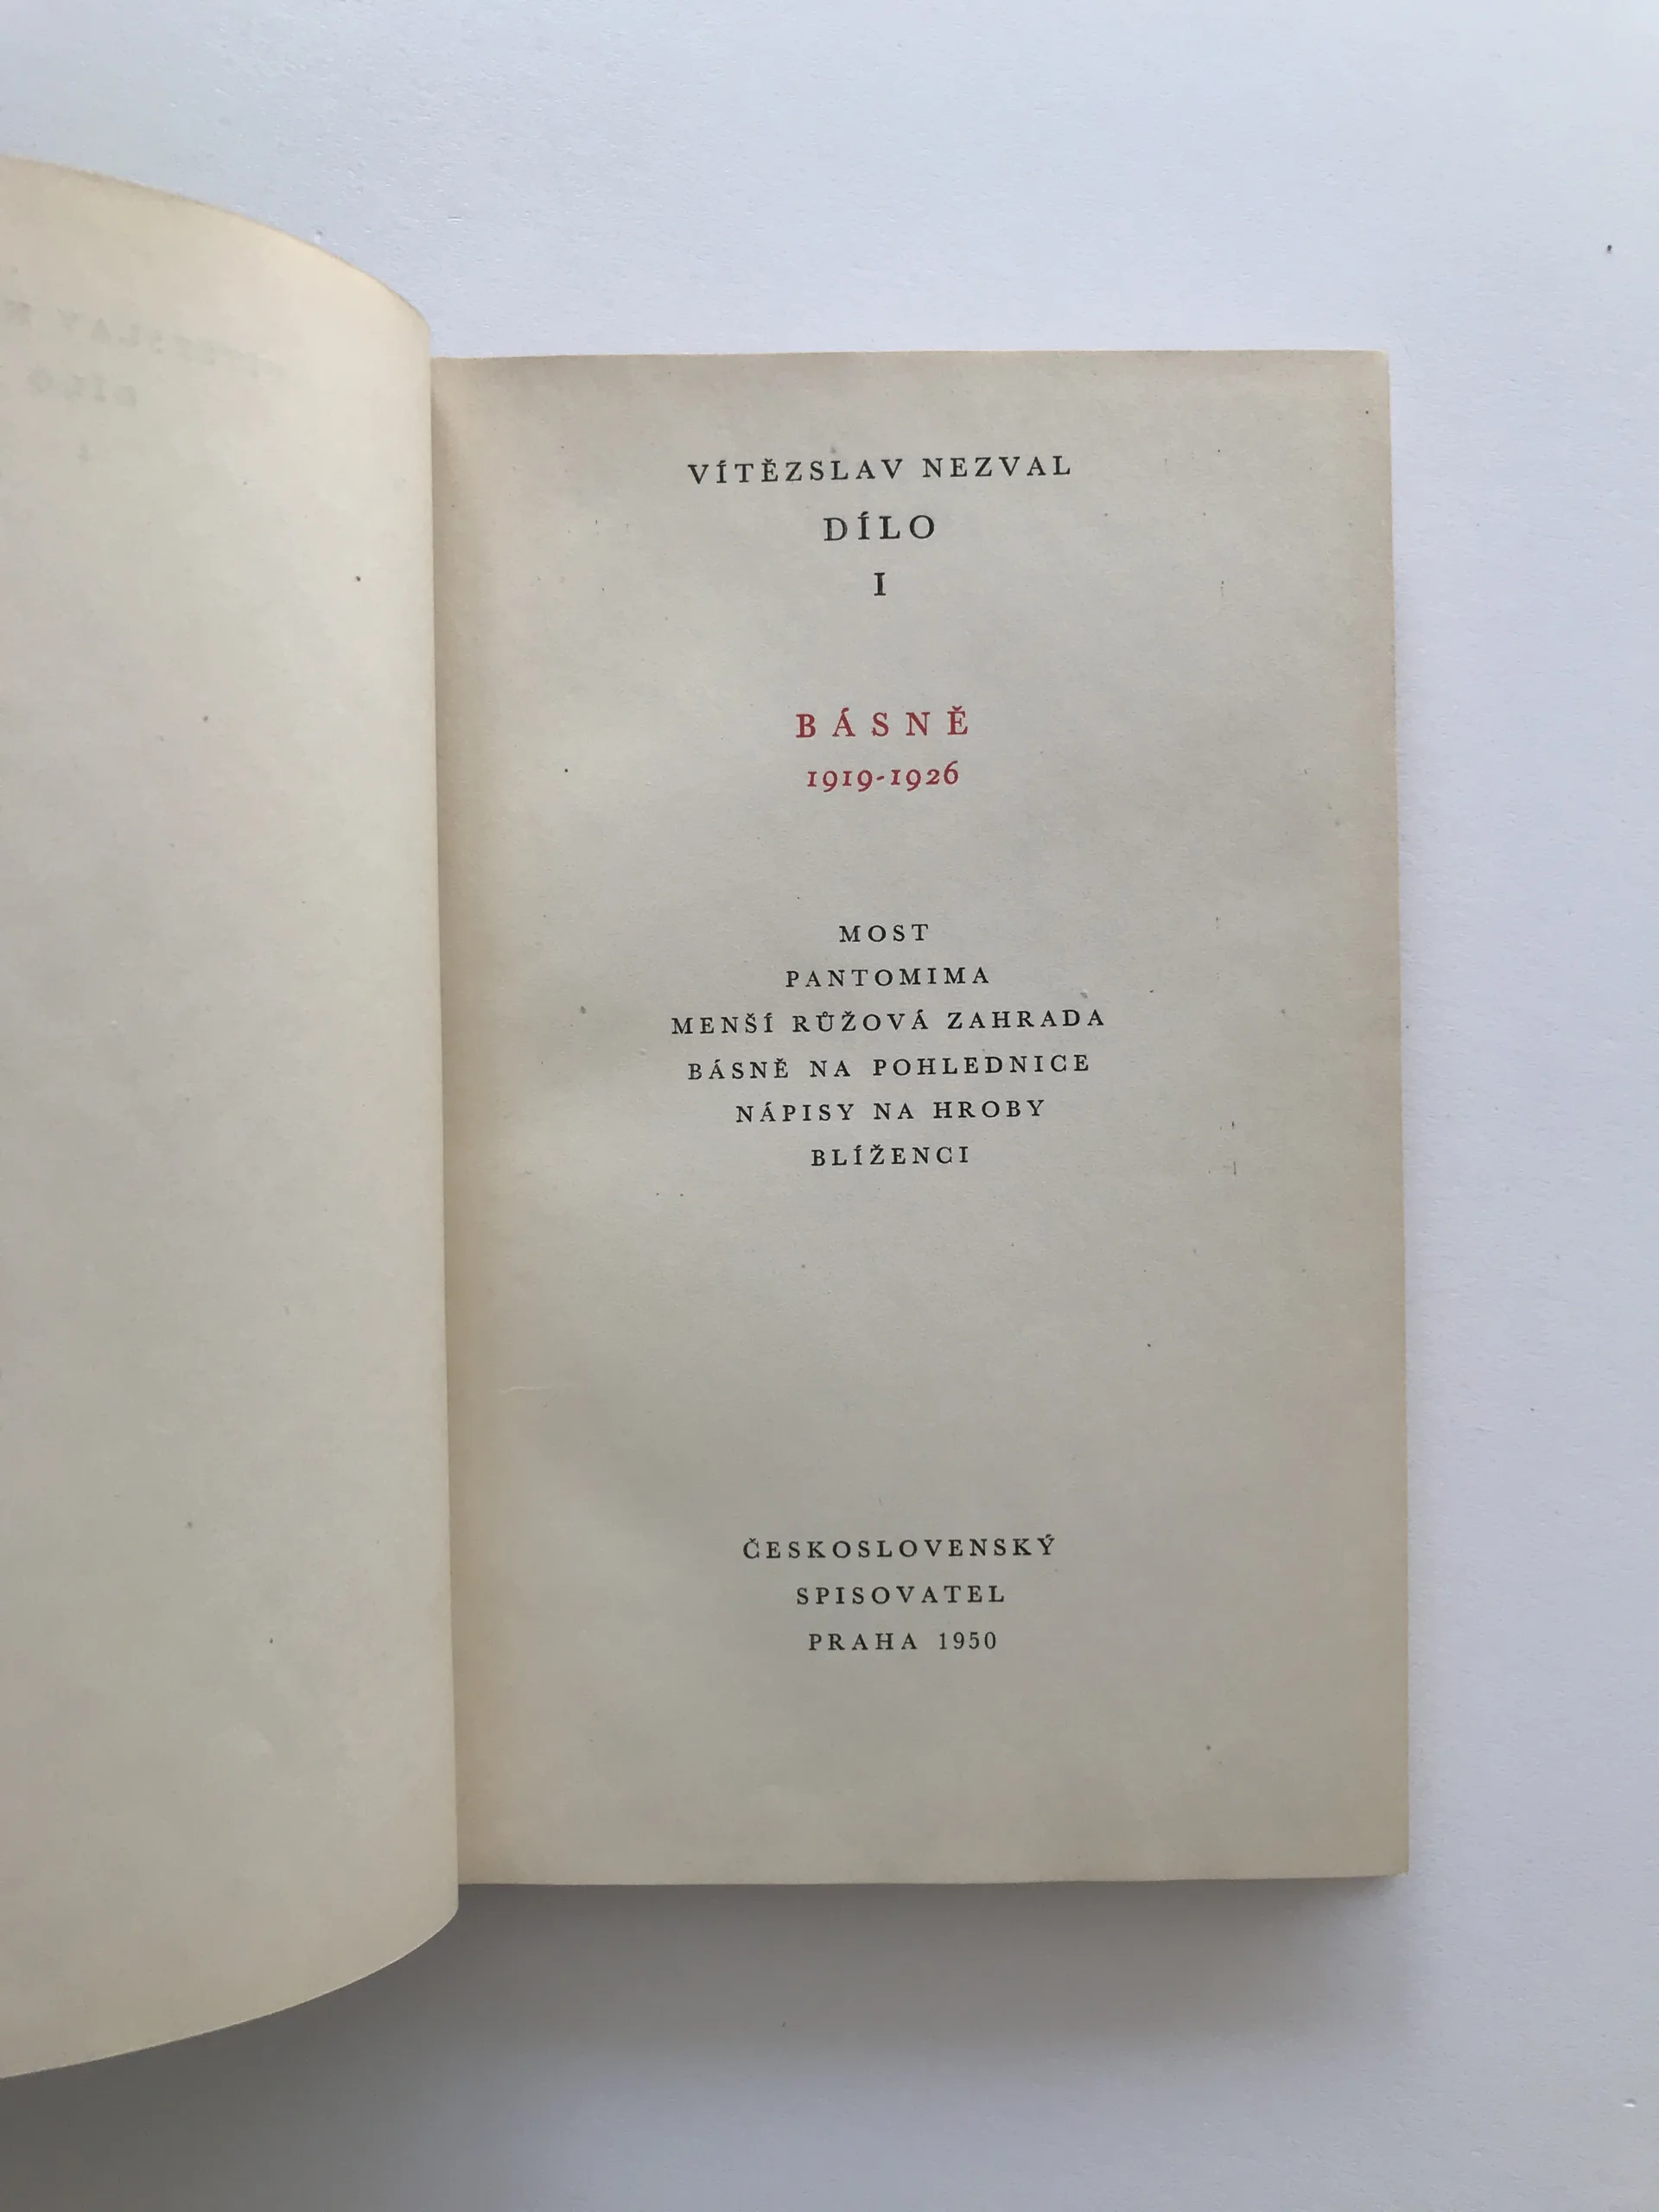 VÍTĚZSLAV NEZVAL
DÍLO
I
BÁSNĚ
1919-1926
MOST
PANTOMIMA
MENŠÍ RŮŽOVÁ ZAHRADA
BÁSNĚ NA POHLEDNICE
NÁPISY NA HROBY
BLÍŽENCI
ČESKOSLOVENSKÝ
SPISOVATEL
PRAHA 1950